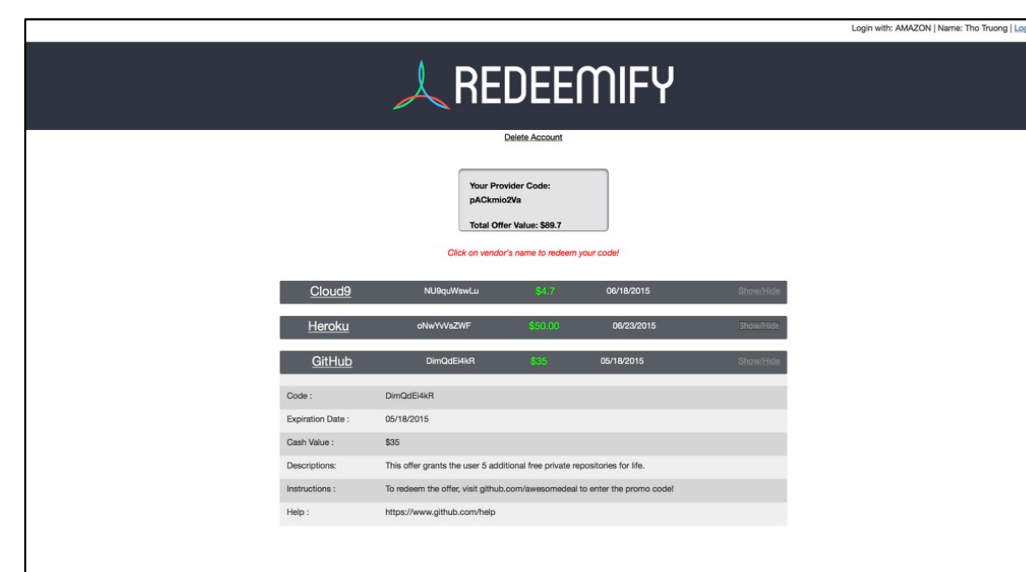 Login with: AMAZON | Name: Tho Truong |
REDEEMIFY
Delete Account
Your Provider Code:
pACkmio2Va
Total Offer Value: $89.7
Click on vendor's name to redeem your code!
Cloud9 NU9quWswLu $4.7 06/18/2015 Show/Hide
Heroku oNwYvVsZWF $50.00 06/23/2015 Show/Hide
GitHub DimQdEi4kR $35 05/18/2015 Show/Hide
Code : DimQdEi4kR
Expiration Date : 05/18/2015
Cash Value : $35
Descriptions: This offer grants the user 5 additional free private repositories for life.
Instructions : To redeem the offer, visit github.com/awesomedeal to enter the promo code!
Help : https://www.github.com/help